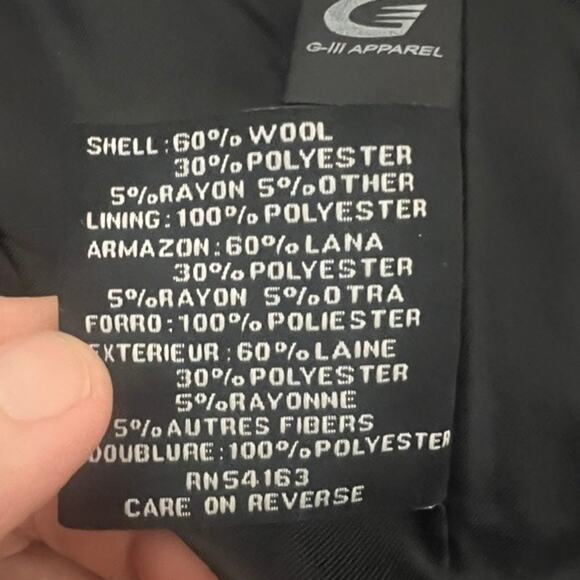 G-III APPAREL
SHELL:60% WOOL
30% POLYESTER
5%RAYON 5%OTHER
LINING:100% POLYESTER
ARMAZON:60% LANA
30% POLYESTER
5%RAYON 5%OTRA
FORRO:100% POLIESTER
EXTERIEUR:60% LAINE
30% POLYESTER
5%RAYONNE
5% AUTRES FIBERS
DOUBLURE:100% POLYESTER
RN54163
CARE ON REVERSE